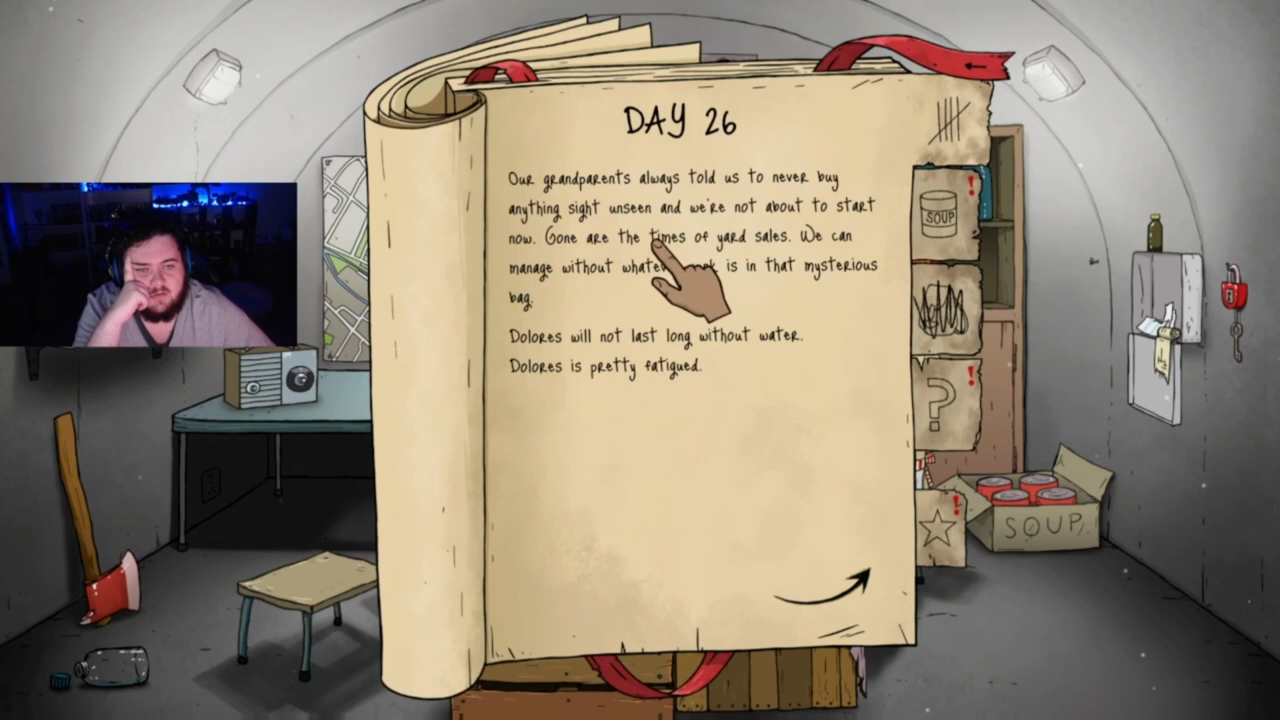 DAY 26
Our grandparents always told us to never buy
anything sight unseen and we're not about to start
now. Gone are the times of yard sales. We can
manage without is in that mysterious
bag.
Dolores will not last long without water.
Dolores is pretty fatigued.
SOUP
?
SOUP